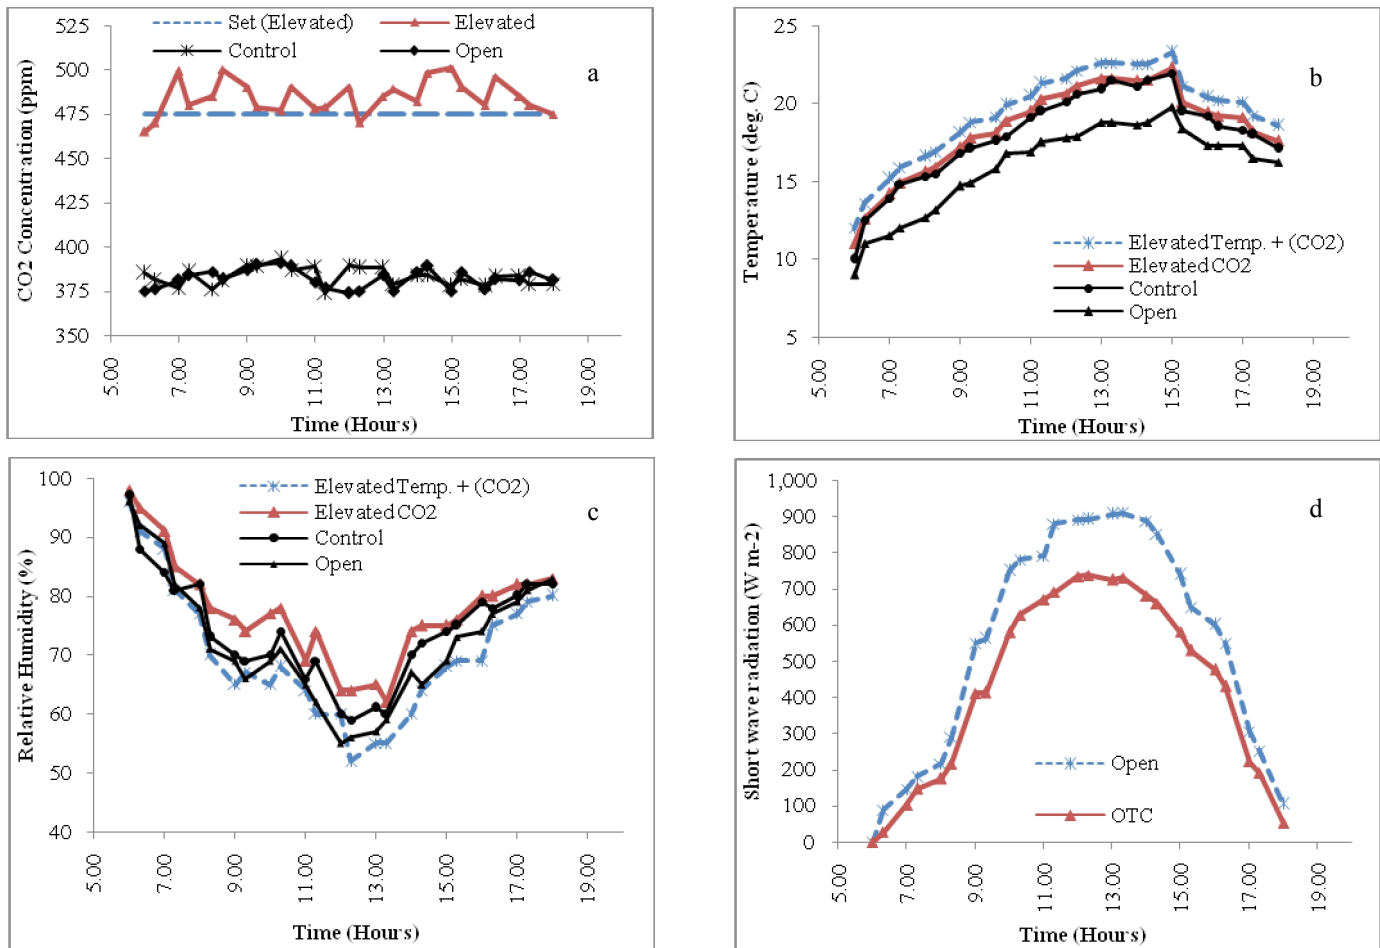 a
Set (Elevated)
Elevated
Control
Open
CO2 Concentration (ppm)
525
500
475
450
425
400
375
350
5.00
7.00
9.00
11.00
13.00
15.00
17.00
19.00
Time (Hours)
b
Temperature (deg. C)
25
20
15
10
5
Elevated Temp. + (CO2)
Elevated CO2
Control
Open
5.00
7.00
9.00
11.00
13.00
15.00
17.00
19.00
Time (Hours)
c
Elevated Temp. + (CO2)
Elevated CO2
Control
Open
Relative Humidity (%)
100
90
80
70
60
50
40
5.00
7.00
9.00
11.00
13.00
15.00
17.00
19.00
Time (Hours)
d
Short wave radiation (W m-2)
1,000
900
800
700
600
500
400
300
200
100
0
Open
OTC
5.00
7.00
9.00
11.00
13.00
15.00
17.00
19.00
Time (Hours)